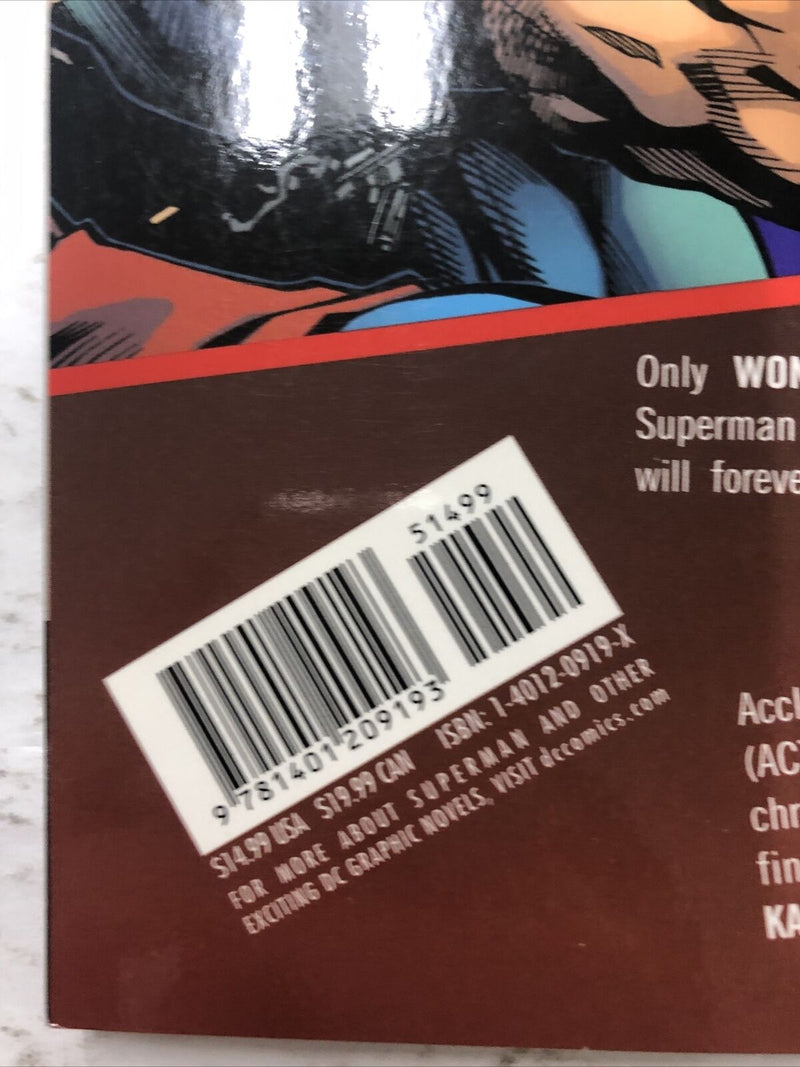 Only WON
Superman
will foreve
51499
9 781401 209193
$14.99 USA $19.99 CAN ISBN: 1-4012-0919-X
FOR MORE ABOUT SUPERMAN AND OTHER
EXCITING DC GRAPHIC NOVELS, VISIT dccomics.com
Accl
(AC
chr
fin
KA